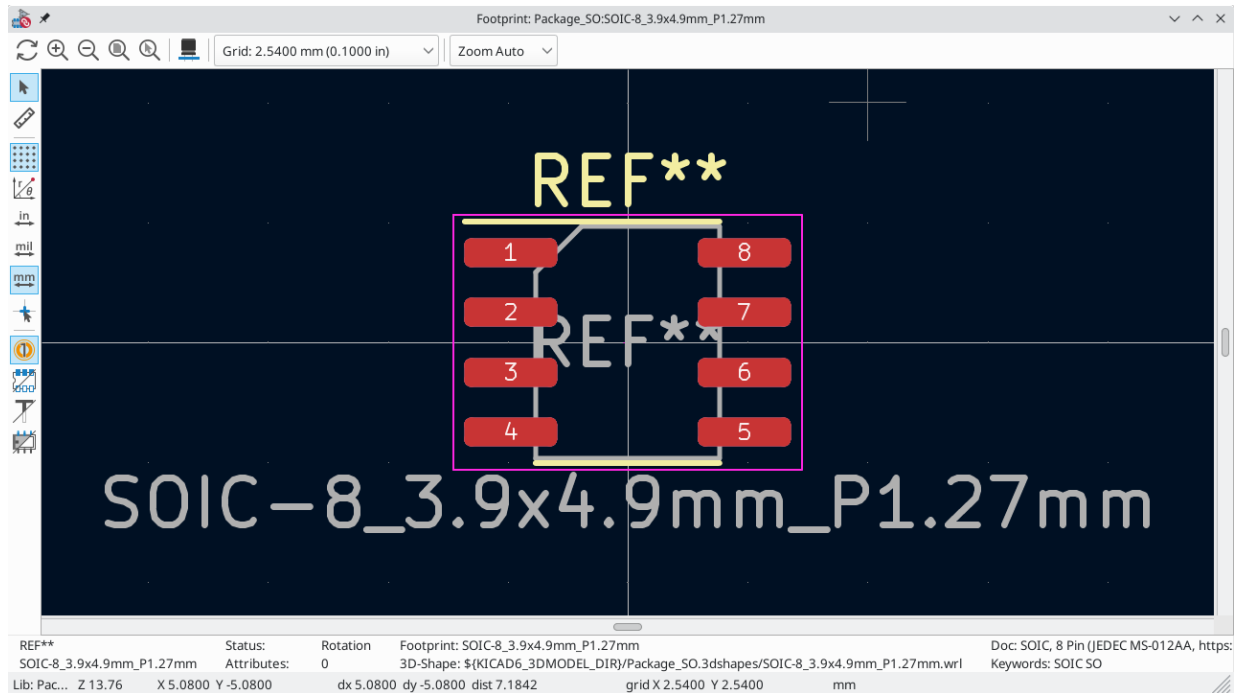 Footprint: Package_SO:SOIC-8_3.9x4.9mm_P1.27mm
Grid: 2.5400 mm (0.1000 in)
Zoom Auto
in
mil
mm
REF**
1
8
2
7
REF**
3
6
4
5
SOIC-8_3.9x4.9mm_P1.27mm
REF**
SOIC-8_3.9x4.9mm_P1.27mm
Status:
Attributes:
Rotation
0
Footprint: SOIC-8_3.9x4.9mm_P1.27mm
3D-Shape: ${KICAD6_3DMODEL_DIR}/Package_SO.3dshapes/SOIC-8_3.9x4.9mm_P1.27mm.wrl
Doc: SOIC, 8 Pin (JEDEC MS-012AA, https:
Keywords: SOIC SO
Lib: Pac... Z 13.76 X 5.0800 Y -5.0800 dx 5.0800 dy -5.0800 dist 7.1842 grid X 2.5400 Y 2.5400 mm